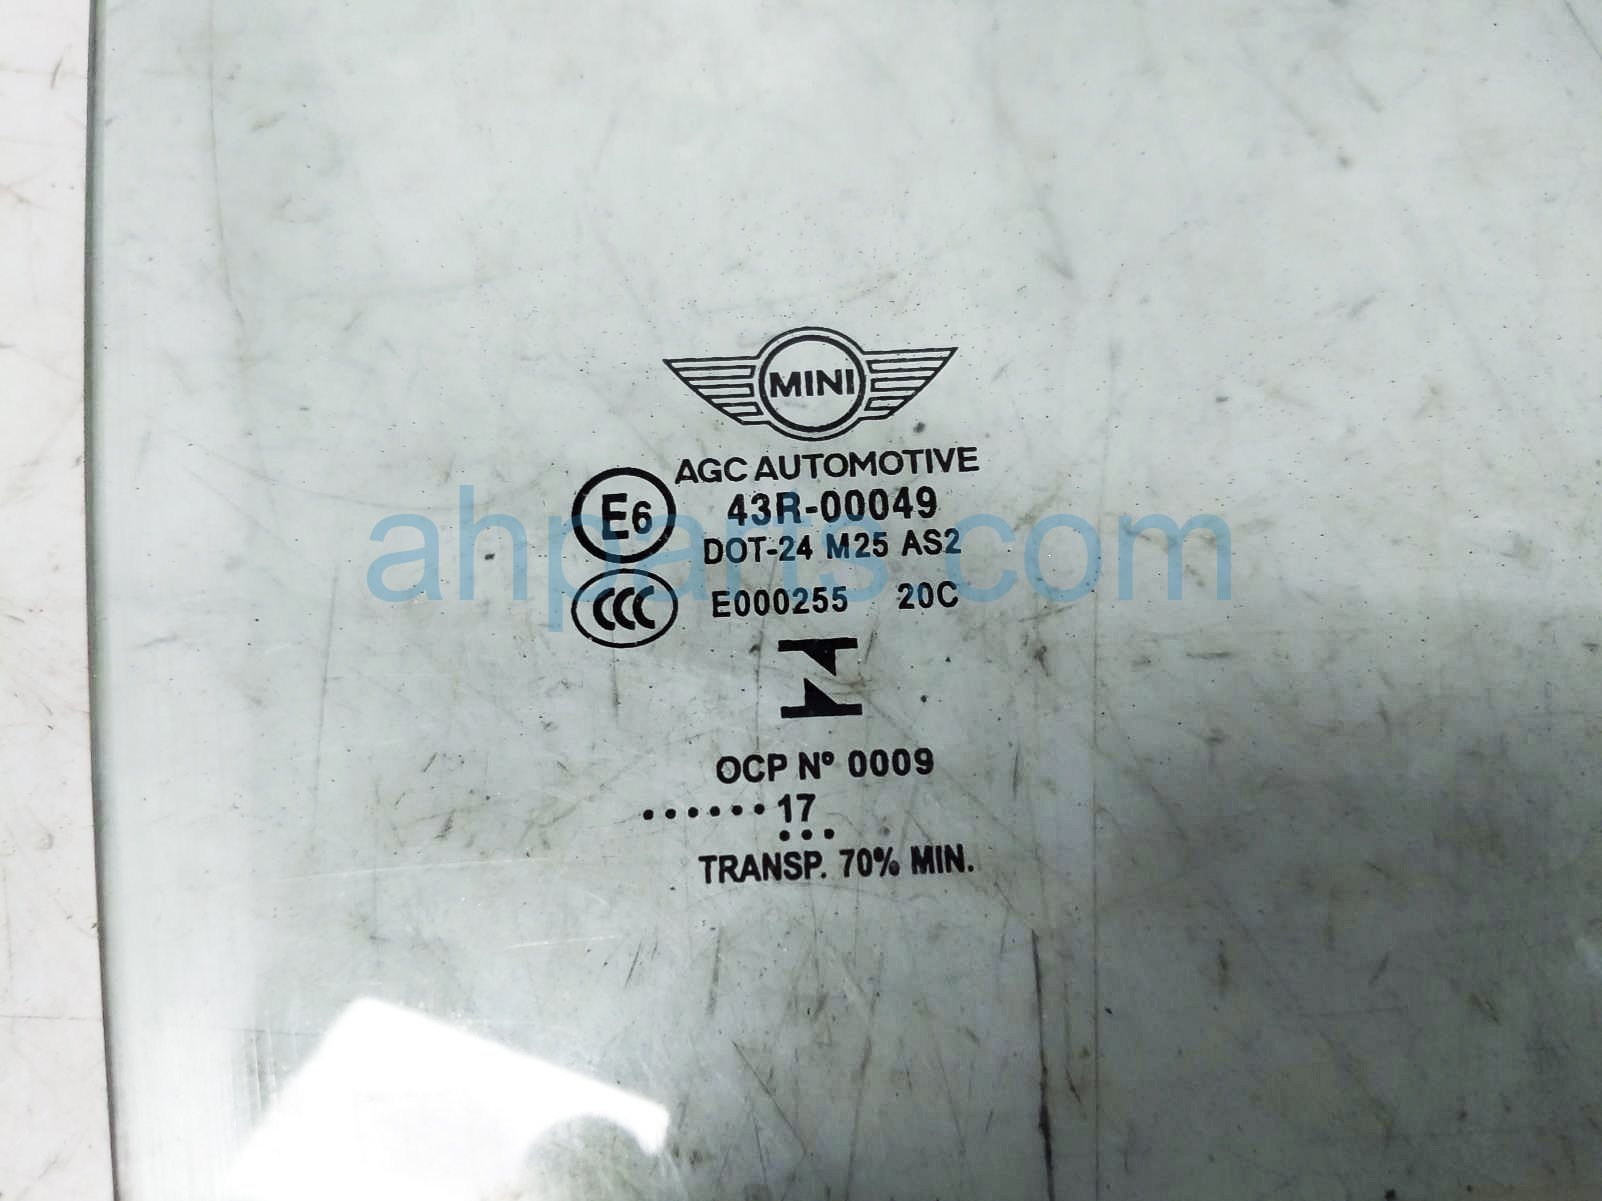 MINI
AGC AUTOMOTIVE
E6 43R-00049
DOT-24 M25 AS2
CCC E000255 20C
OCP Nº 0009
......17
...
TRANSP. 70% MIN.
ahparts.com